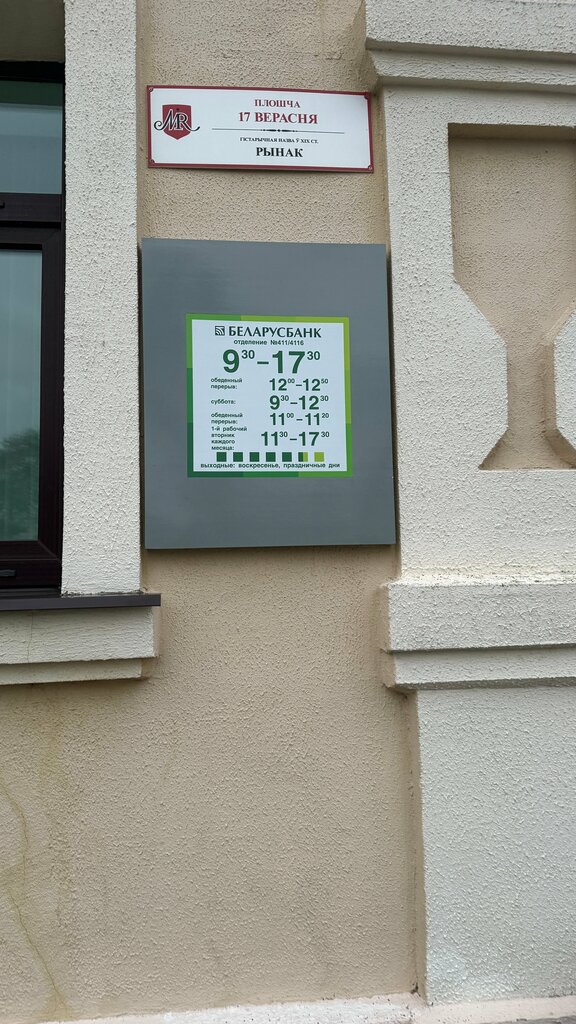 MR
ПЛОШЧА
17 ВЕРАСНЯ
ГІСТАРЫЧНАЯ НАЗВА Ў XIX СТ.
РЫНАК
БЕЛАРУСБАНК
отделение №411/4116
9³⁰–17³⁰
обеденный перерыв: 12⁰⁰–12⁵⁰
суббота: 9³⁰–12³⁰
обеденный перерыв: 11⁰⁰–11²⁰
1-й рабочий вторник каждого месяца: 11³⁰–17³⁰
выходные: воскресенье, праздничные дни